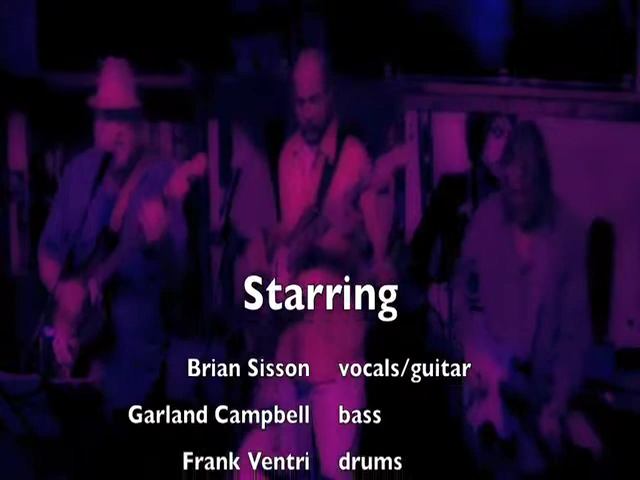 Starring
Brian Sisson vocals/guitar
Garland Campbell bass
Frank Ventri drums